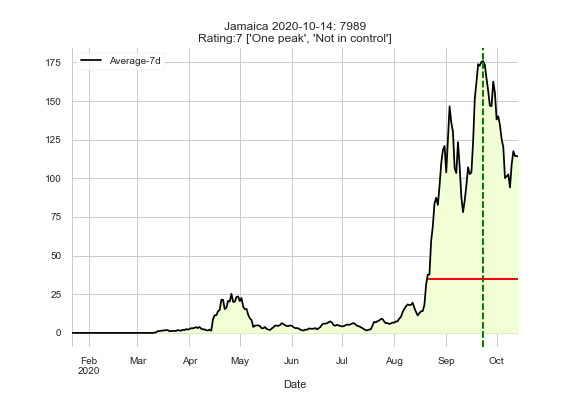 Jamaica 2020-10-14: 7989
Rating:7 ['One peak', 'Not in control']
Average-7d
175
150
125
100
75
50
25
0
Feb Mar Apr May Jun Jul Aug Sep Oct
2020
Date